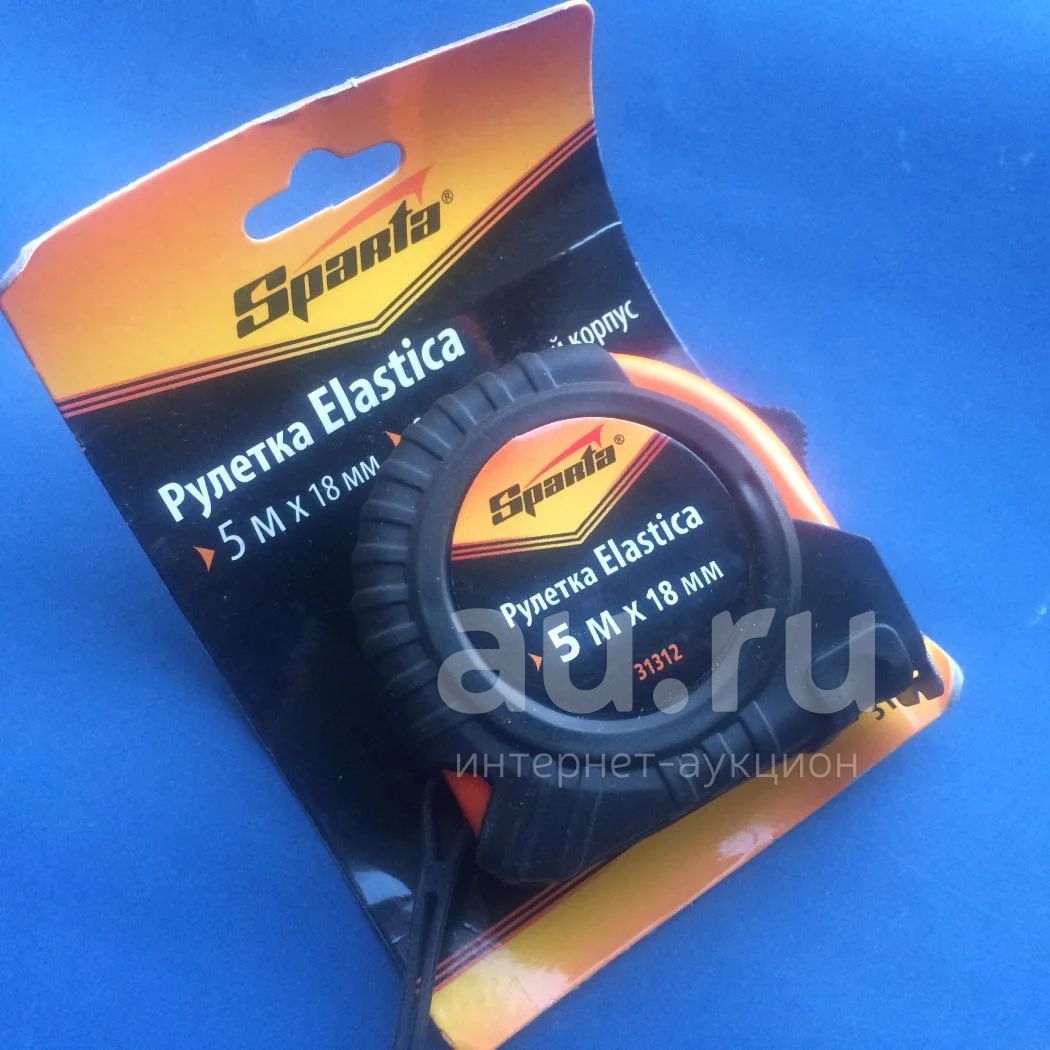 Sparta®
Рулетка Elastica
5 м х 18 мм
корпус
Sparta®
Рулетка Elastica
5 м х 18 мм
31312
au.ru
интернет-аукцион